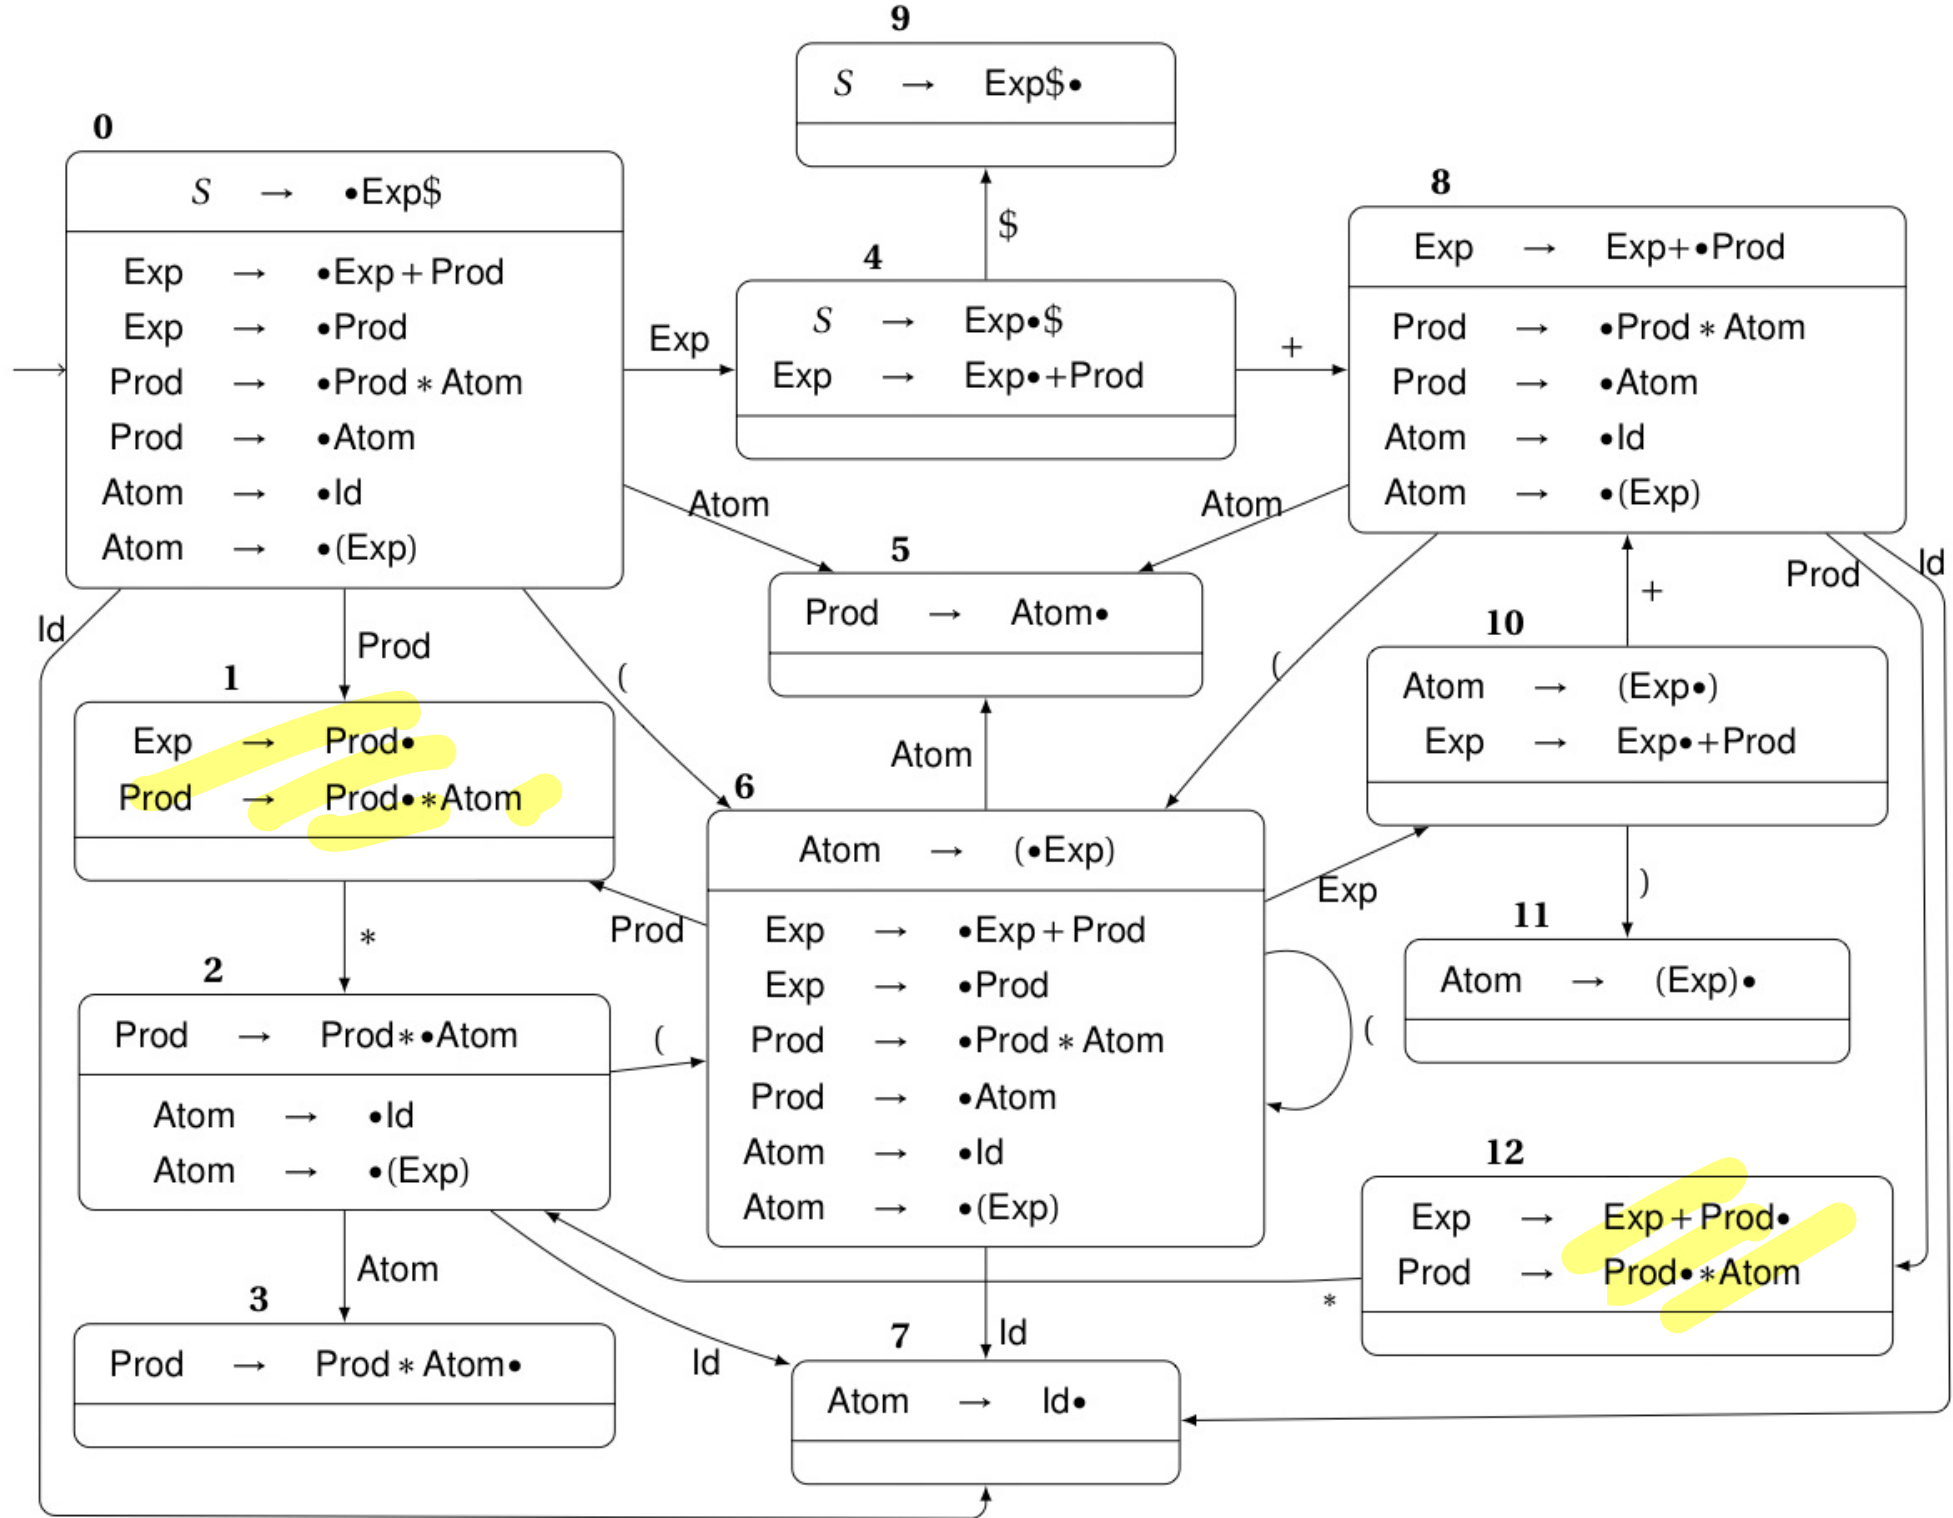 9
S → Exp$•
0
S → •Exp$
Exp → •Exp + Prod
Exp → •Prod
Prod → •Prod * Atom
Prod → •Atom
Atom → •Id
Atom → •(Exp)
Exp
4
S → Exp•$
Exp → Exp•+Prod
$
+
8
Exp → Exp+•Prod
Prod → •Prod * Atom
Prod → •Atom
Atom → •Id
Atom → •(Exp)
Atom
Atom
5
Prod → Atom•
Id
Prod
(
(
Prod
Id
+
1
Exp → Prod•
Prod → Prod•*Atom
Atom
10
Atom → (Exp•)
Exp → Exp•+Prod
6
Atom → (•Exp)
Exp → •Exp + Prod
Exp → •Prod
Prod → •Prod * Atom
Prod → •Atom
Atom → •Id
Atom → •(Exp)
Prod
Exp
)
(
*
11
Atom → (Exp)•
2
Prod → Prod*•Atom
Atom → •Id
Atom → •(Exp)
(
12
Exp → Exp + Prod•
Prod → Prod•*Atom
*
Atom
3
Prod → Prod * Atom•
Id
Id
7
Atom → Id•